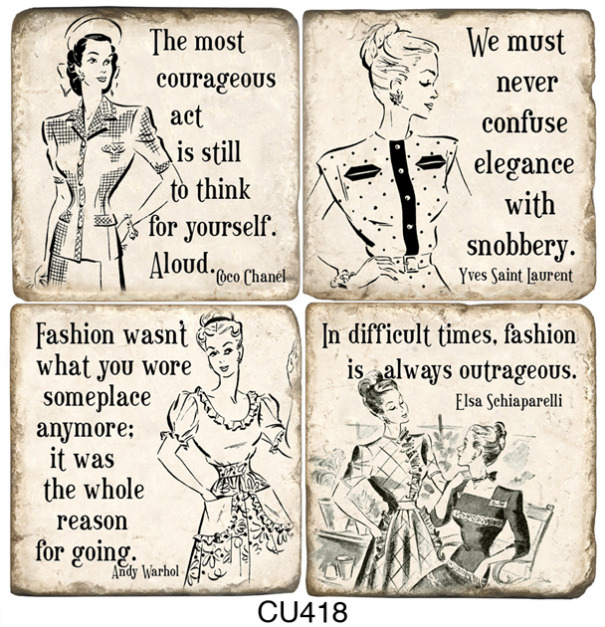 The most
courageous
act
is still
to think
for yourself.
Aloud.
Coco Chanel
We must
never
confuse
elegance
with
snobbery.
Yves Saint Laurent
Fashion wasn't
what you wore
someplace
anymore;
it was
the whole
reason
for going.
Andy Warhol
In difficult times, fashion
is always outrageous.
Elsa Schiaparelli
CU418